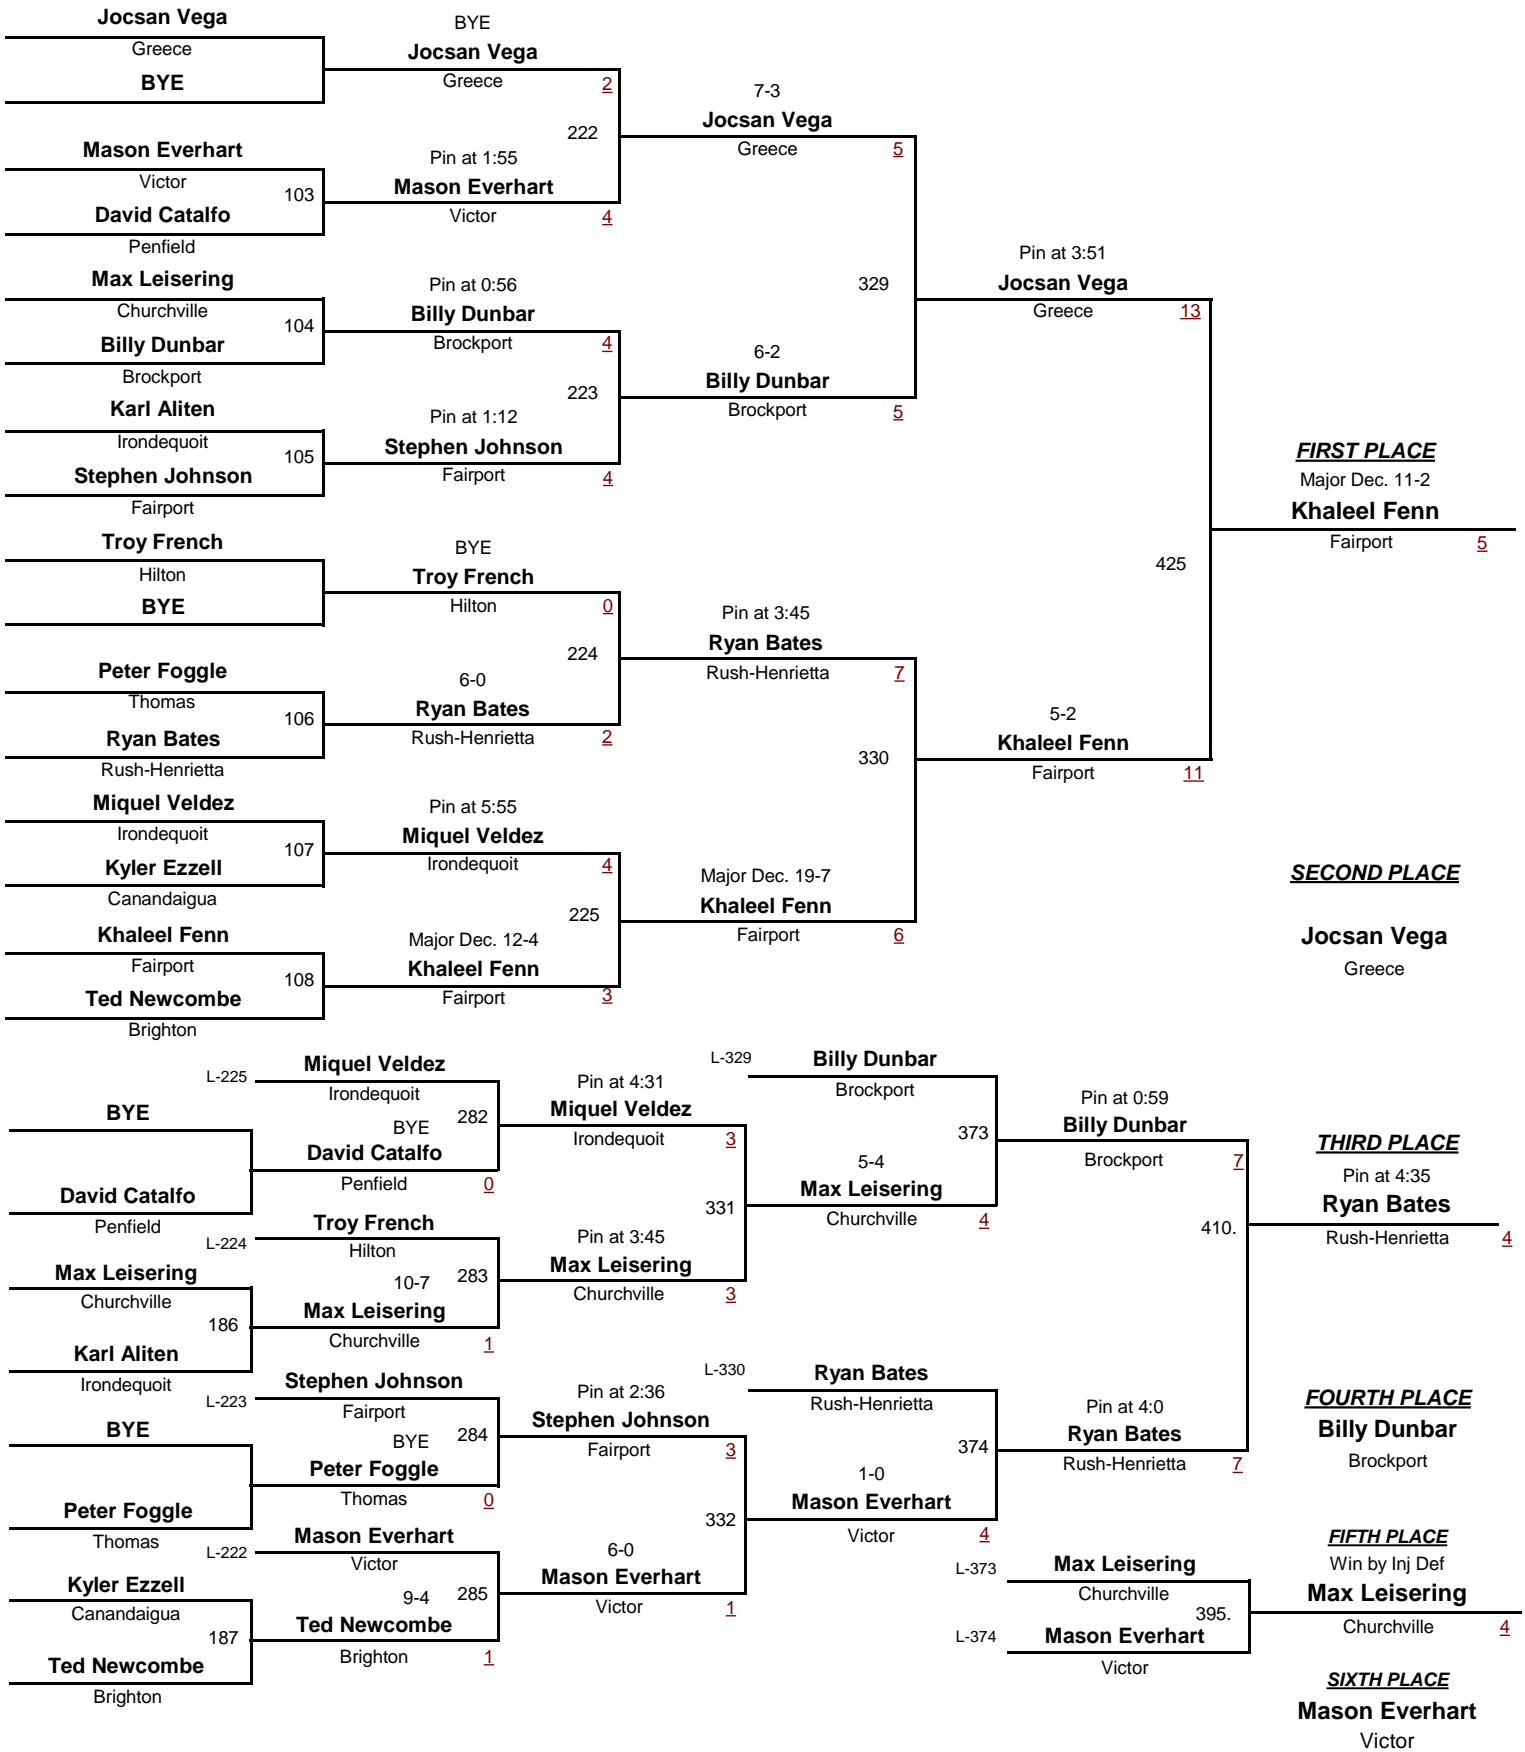 Jocsan Vega
Greece
BYE
Mason Everhart
Victor
103
David Catalfo
Penfield
Max Leisering
Churchville
104
Billy Dunbar
Brockport
Karl Aliten
Irondequoit
105
Stephen Johnson
Fairport
Troy French
Hilton
BYE
Peter Foggle
Thomas
106
Ryan Bates
Rush-Henrietta
Miquel Veldez
Irondequoit
107
Kyler Ezzell
Canandaigua
Khaleel Fenn
Fairport
108
Ted Newcombe
Brighton
BYE
Jocsan Vega
Greece 2
222
Pin at 1:55
Mason Everhart
Victor 4
Pin at 0:56
Billy Dunbar
Brockport 4
223
Pin at 1:12
Stephen Johnson
Fairport 4
BYE
Troy French
Hilton 0
224
6-0
Ryan Bates
Rush-Henrietta 2
Pin at 5:55
Miquel Veldez
Irondequoit 4
225
Major Dec. 12-4
Khaleel Fenn
Fairport 3
7-3
Jocsan Vega
Greece 5
329
6-2
Billy Dunbar
Brockport 5
Pin at 3:45
Ryan Bates
Rush-Henrietta 7
330
Major Dec. 19-7
Khaleel Fenn
Fairport 6
Pin at 3:51
Jocsan Vega
Greece 13
425
5-2
Khaleel Fenn
Fairport 11
FIRST PLACE
Major Dec. 11-2
Khaleel Fenn
Fairport 5
SECOND PLACE
Jocsan Vega
Greece
BYE
David Catalfo
Penfield
Max Leisering
Churchville
186
Karl Aliten
Irondequoit
BYE
Peter Foggle
Thomas
Kyler Ezzell
Canandaigua
187
Ted Newcombe
Brighton
L-225
Miquel Veldez
Irondequoit
BYE 282
David Catalfo
Penfield 0
L-224
Troy French
Hilton
10-7 283
Max Leisering
Churchville 1
L-223
Stephen Johnson
Fairport
BYE 284
Peter Foggle
Thomas 0
L-222
Mason Everhart
Victor
9-4 285
Ted Newcombe
Brighton 1
Pin at 4:31
Miquel Veldez
Irondequoit 3
331
Pin at 3:45
Max Leisering
Churchville 3
Pin at 2:36
Stephen Johnson
Fairport 3
332
6-0
Mason Everhart
Victor 1
L-329
Billy Dunbar
Brockport
373
5-4
Max Leisering
Churchville 4
L-330
Ryan Bates
Rush-Henrietta
374
1-0
Mason Everhart
Victor 4
Pin at 0:59
Billy Dunbar
Brockport 7
410.
Pin at 4:0
Ryan Bates
Rush-Henrietta 7
THIRD PLACE
Pin at 4:35
Ryan Bates
Rush-Henrietta 4
FOURTH PLACE
Billy Dunbar
Brockport
L-373
Max Leisering
Churchville
395.
L-374
Mason Everhart
Victor
FIFTH PLACE
Win by Inj Def
Max Leisering
Churchville 4
SIXTH PLACE
Mason Everhart
Victor